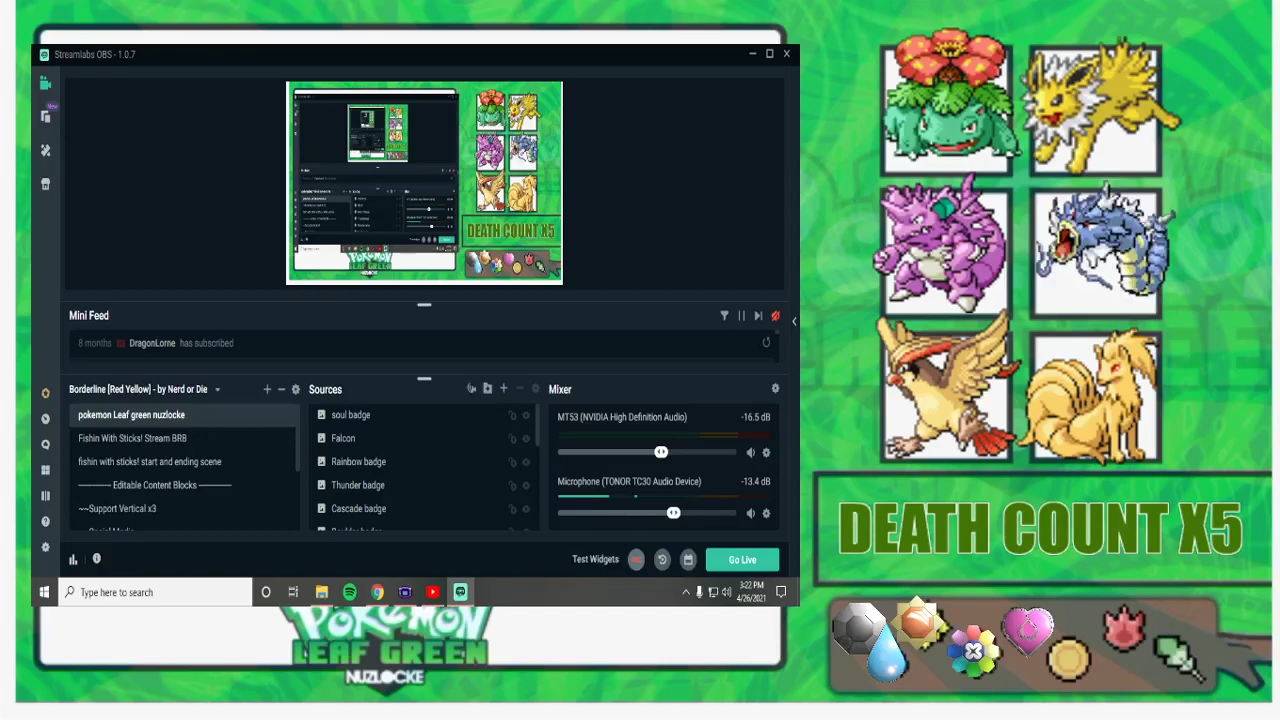 Streamlabs OBS - 1.0.7
New
DEATH COUNT X5
Mini Feed
8 months DragonLorne has subscribed
Borderline [Red Yellow] - by Nerd or Die
Sources
Mixer
pokemon Leaf green nuzlocke
Fishin With Sticks! Stream BRB
fishin with sticks! start and ending scene
Editable Content Blocks
~~Support Vertical x3
soul badge
Falcon
Rainbow badge
Thunder badge
Cascade badge
MT53 (NVIDIA High Definition Audio) -16.5 dB
Microphone (TONOR TC30 Audio Device) -13.4 dB
Test Widgets
REC
Go Live
Type here to search
3:22 PM
4/26/2021
POKEMON
LEAF GREEN
NUZLOCKE
DEATH COUNT X5